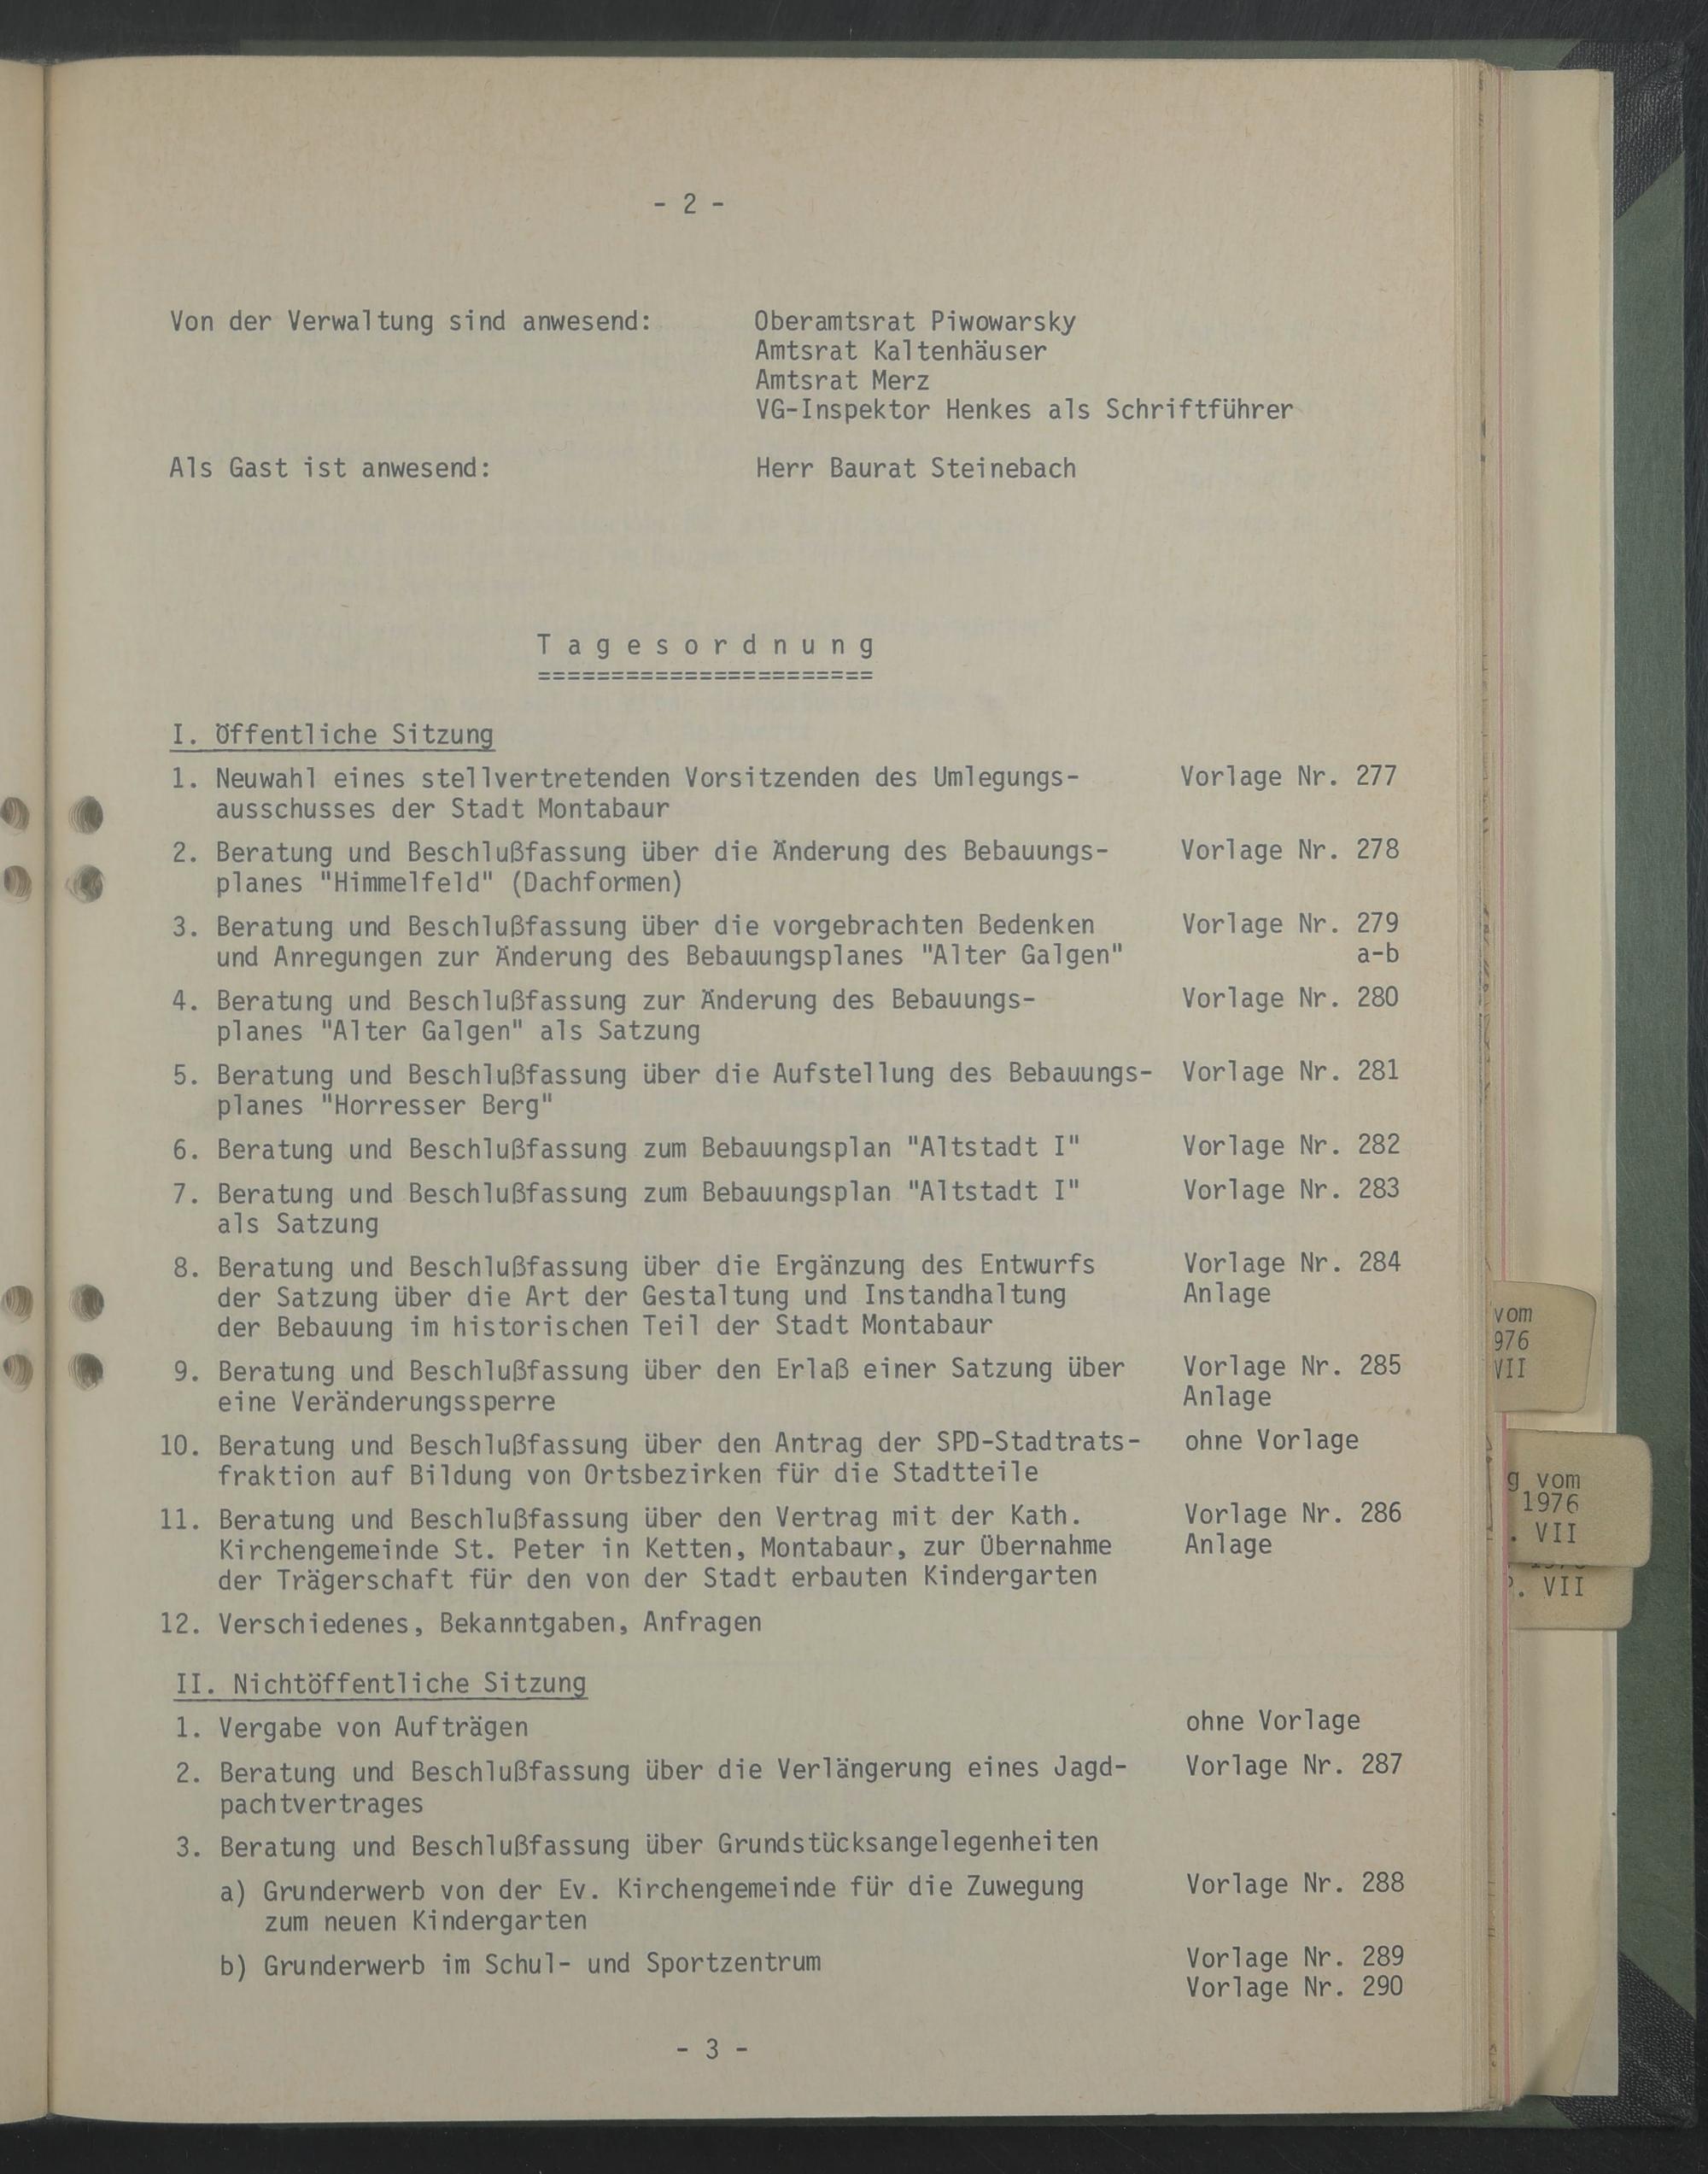 - 2 -
Von der Verwaltung sind anwesend: Oberamtsrat Piwowarsky
Amtsrat Kaltenhäuser
Amtsrat Merz
VG-Inspektor Henkes als Schriftführer
Als Gast ist anwesend: Herr Baurat Steinebach
T a g e s o r d n u n g
=======================
I. Öffentliche Sitzung
1. Neuwahl eines stellvertretenden Vorsitzenden des Umlegungs- Vorlage Nr. 277
ausschusses der Stadt Montabaur
2. Beratung und Beschlußfassung über die Änderung des Bebauungs- Vorlage Nr. 278
planes "Himmelfeld" (Dachformen)
3. Beratung und Beschlußfassung über die vorgebrachten Bedenken Vorlage Nr. 279
und Anregungen zur Änderung des Bebauungsplanes "Alter Galgen" a-b
4. Beratung und Beschlußfassung zur Änderung des Bebauungs- Vorlage Nr. 280
planes "Alter Galgen" als Satzung
5. Beratung und Beschlußfassung über die Aufstellung des Bebauungs- Vorlage Nr. 281
planes "Horresser Berg"
6. Beratung und Beschlußfassung zum Bebauungsplan "Altstadt I" Vorlage Nr. 282
7. Beratung und Beschlußfassung zum Bebauungsplan "Altstadt I" Vorlage Nr. 283
als Satzung
8. Beratung und Beschlußfassung über die Ergänzung des Entwurfs Vorlage Nr. 284
der Satzung über die Art der Gestaltung und Instandhaltung Anlage
der Bebauung im historischen Teil der Stadt Montabaur
9. Beratung und Beschlußfassung über den Erlaß einer Satzung über Vorlage Nr. 285
eine Veränderungssperre Anlage
10. Beratung und Beschlußfassung über den Antrag der SPD-Stadtrats- ohne Vorlage
fraktion auf Bildung von Ortsbezirken für die Stadtteile
11. Beratung und Beschlußfassung über den Vertrag mit der Kath. Vorlage Nr. 286
Kirchengemeinde St. Peter in Ketten, Montabaur, zur Übernahme Anlage
der Trägerschaft für den von der Stadt erbauten Kindergarten
12. Verschiedenes, Bekanntgaben, Anfragen
II. Nichtöffentliche Sitzung
1. Vergabe von Aufträgen ohne Vorlage
2. Beratung und Beschlußfassung über die Verlängerung eines Jagd- Vorlage Nr. 287
pachtvertrages
3. Beratung und Beschlußfassung über Grundstücksangelegenheiten
a) Grunderwerb von der Ev. Kirchengemeinde für die Zuwegung Vorlage Nr. 288
zum neuen Kindergarten
b) Grunderwerb im Schul- und Sportzentrum Vorlage Nr. 289
Vorlage Nr. 290
- 3 -
vom
976
VII
g vom
1976
. VII
. VII